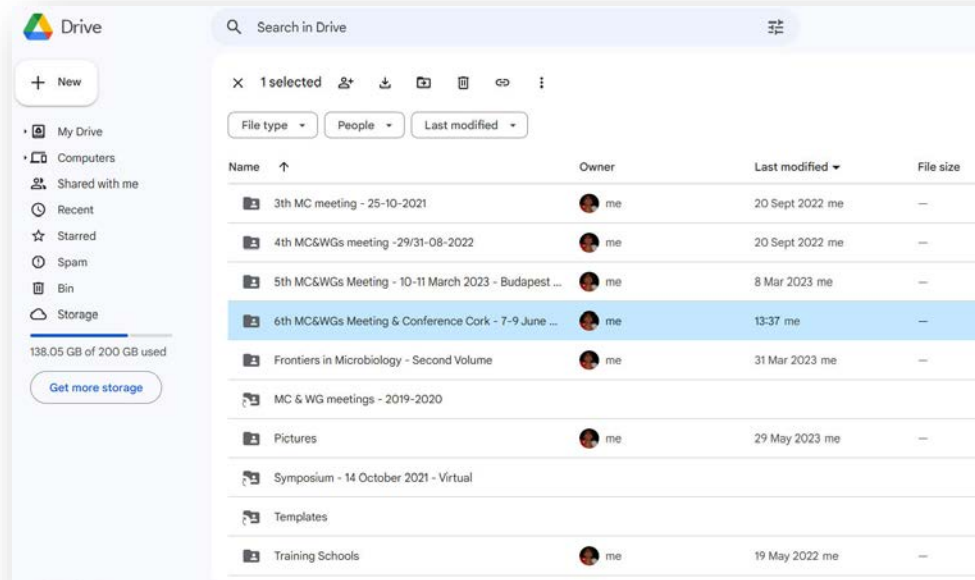 Drive
Search in Drive
New
1 selected
File type
People
Last modified
My Drive
Computers
Shared with me
Recent
Starred
Spam
Bin
Storage
138.05 GB of 200 GB used
Get more storage
Name Owner Last modified File size
3th MC meeting - 25-10-2021 me 20 Sept 2022 me —
4th MC&WGs meeting -29/31-08-2022 me 20 Sept 2022 me —
5th MC&WGs Meeting - 10-11 March 2023 - Budapest ... me 8 Mar 2023 me —
6th MC&WGs Meeting & Conference Cork - 7-9 June ... me 13:37 me —
Frontiers in Microbiology - Second Volume me 31 Mar 2023 me —
MC & WG meetings - 2019-2020
Pictures me 29 May 2023 me —
Symposium - 14 October 2021 - Virtual
Templates
Training Schools me 19 May 2022 me —